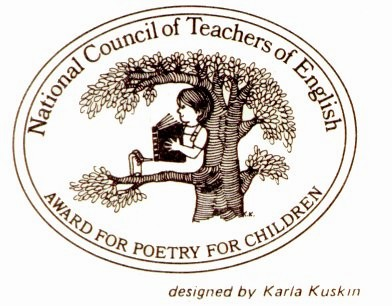 National Council of Teachers of English
AWARD FOR POETRY FOR CHILDREN
K.K.
designed by Karla Kuskin